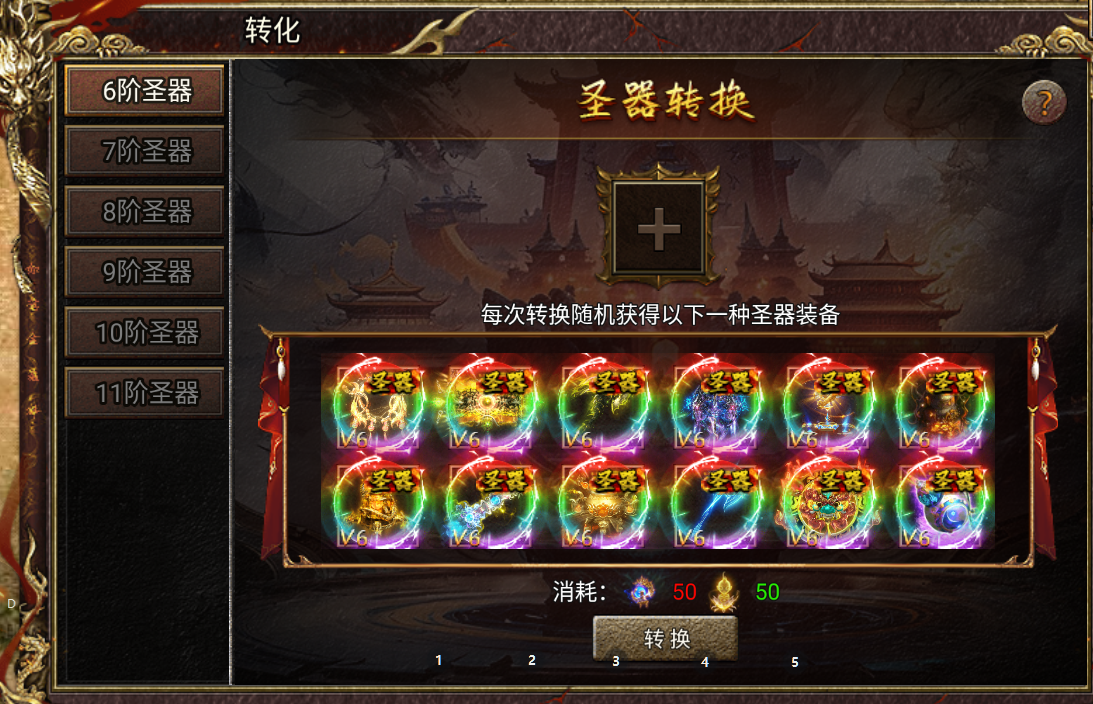 转化
6阶圣器
7阶圣器
8阶圣器
9阶圣器
10阶圣器
11阶圣器
圣器转换
?
每次转换随机获得以下一种圣器装备
圣器 圣器 圣器 圣器 圣器 圣器
V6 V6 V6 V6 V6 V6
圣器 圣器 圣器 圣器 圣器 圣器
V6 V6 V6 V6 V6 V6
消耗： 50 50
转换
1 2 3 4 5
D